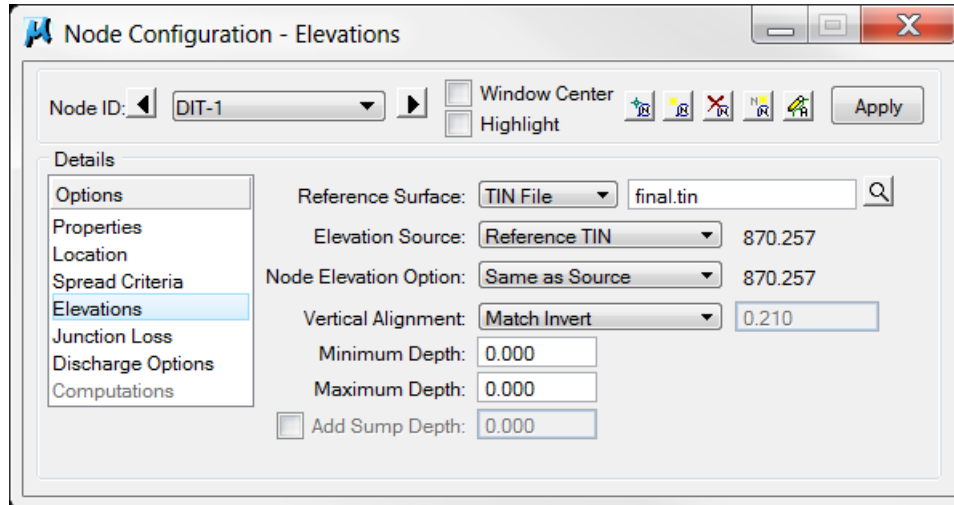 Node Configuration - Elevations
Node ID: DIT-1 Window Center
Highlight
Apply
Details
Options
Properties
Location
Spread Criteria
Elevations
Junction Loss
Discharge Options
Computations
Reference Surface: TIN File final.tin
Elevation Source: Reference TIN 870.257
Node Elevation Option: Same as Source 870.257
Vertical Alignment: Match Invert 0.210
Minimum Depth: 0.000
Maximum Depth: 0.000
Add Sump Depth: 0.000